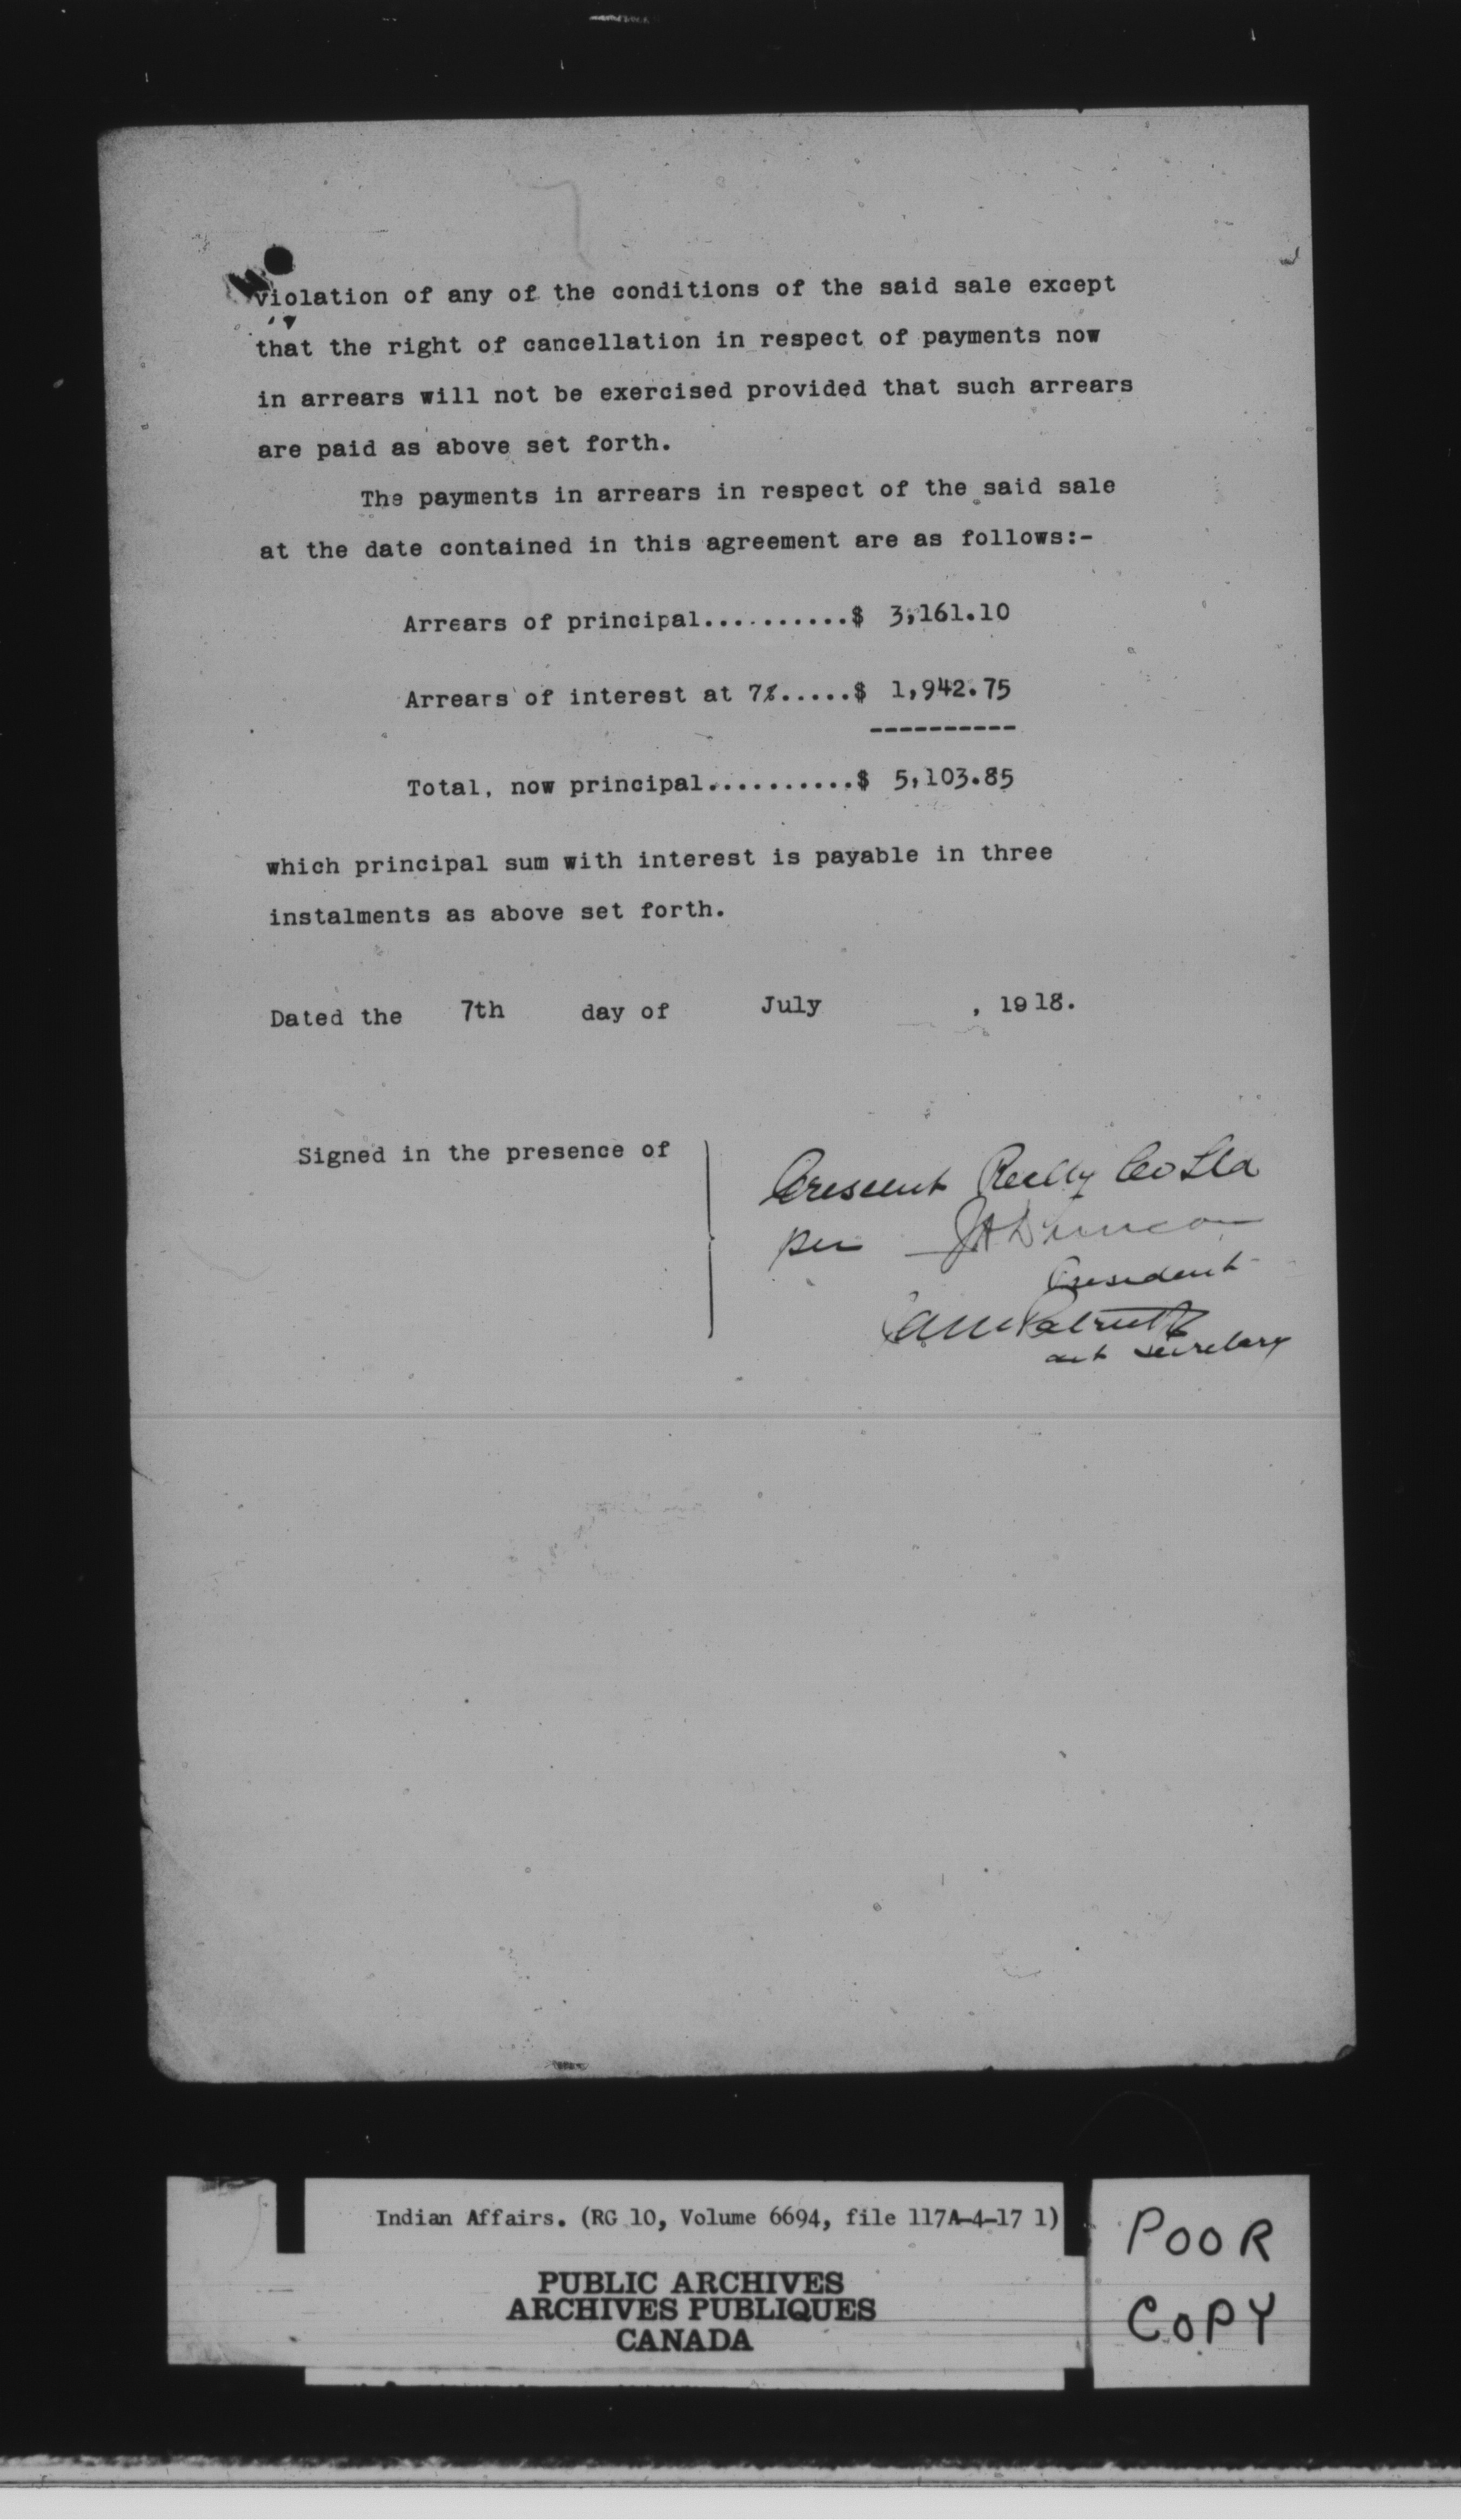 violation of any of the conditions of the said sale except
that the right of cancellation in respect of payments now
in arrears will not be exercised provided that such arrears
are paid as above set forth.
The payments in arrears in respect of the said sale
at the date contained in this agreement are as follows:-
Arrears of principal..........$ 3,161.10
Arrears of interest at 7%.....$ 1,942.75
----------
Total, now principal..........$ 5,103.85
which principal sum with interest is payable in three
instalments as above set forth.
Dated the 7th day of July , 1918.
Signed in the presence of
Crescent Realty Co Ltd
per J A Duncan
President
act Secretary
Indian Affairs. (RG 10, Volume 6694, file 117A-4-17 1)
PUBLIC ARCHIVES
ARCHIVES PUBLIQUES
CANADA
POOR
COPY